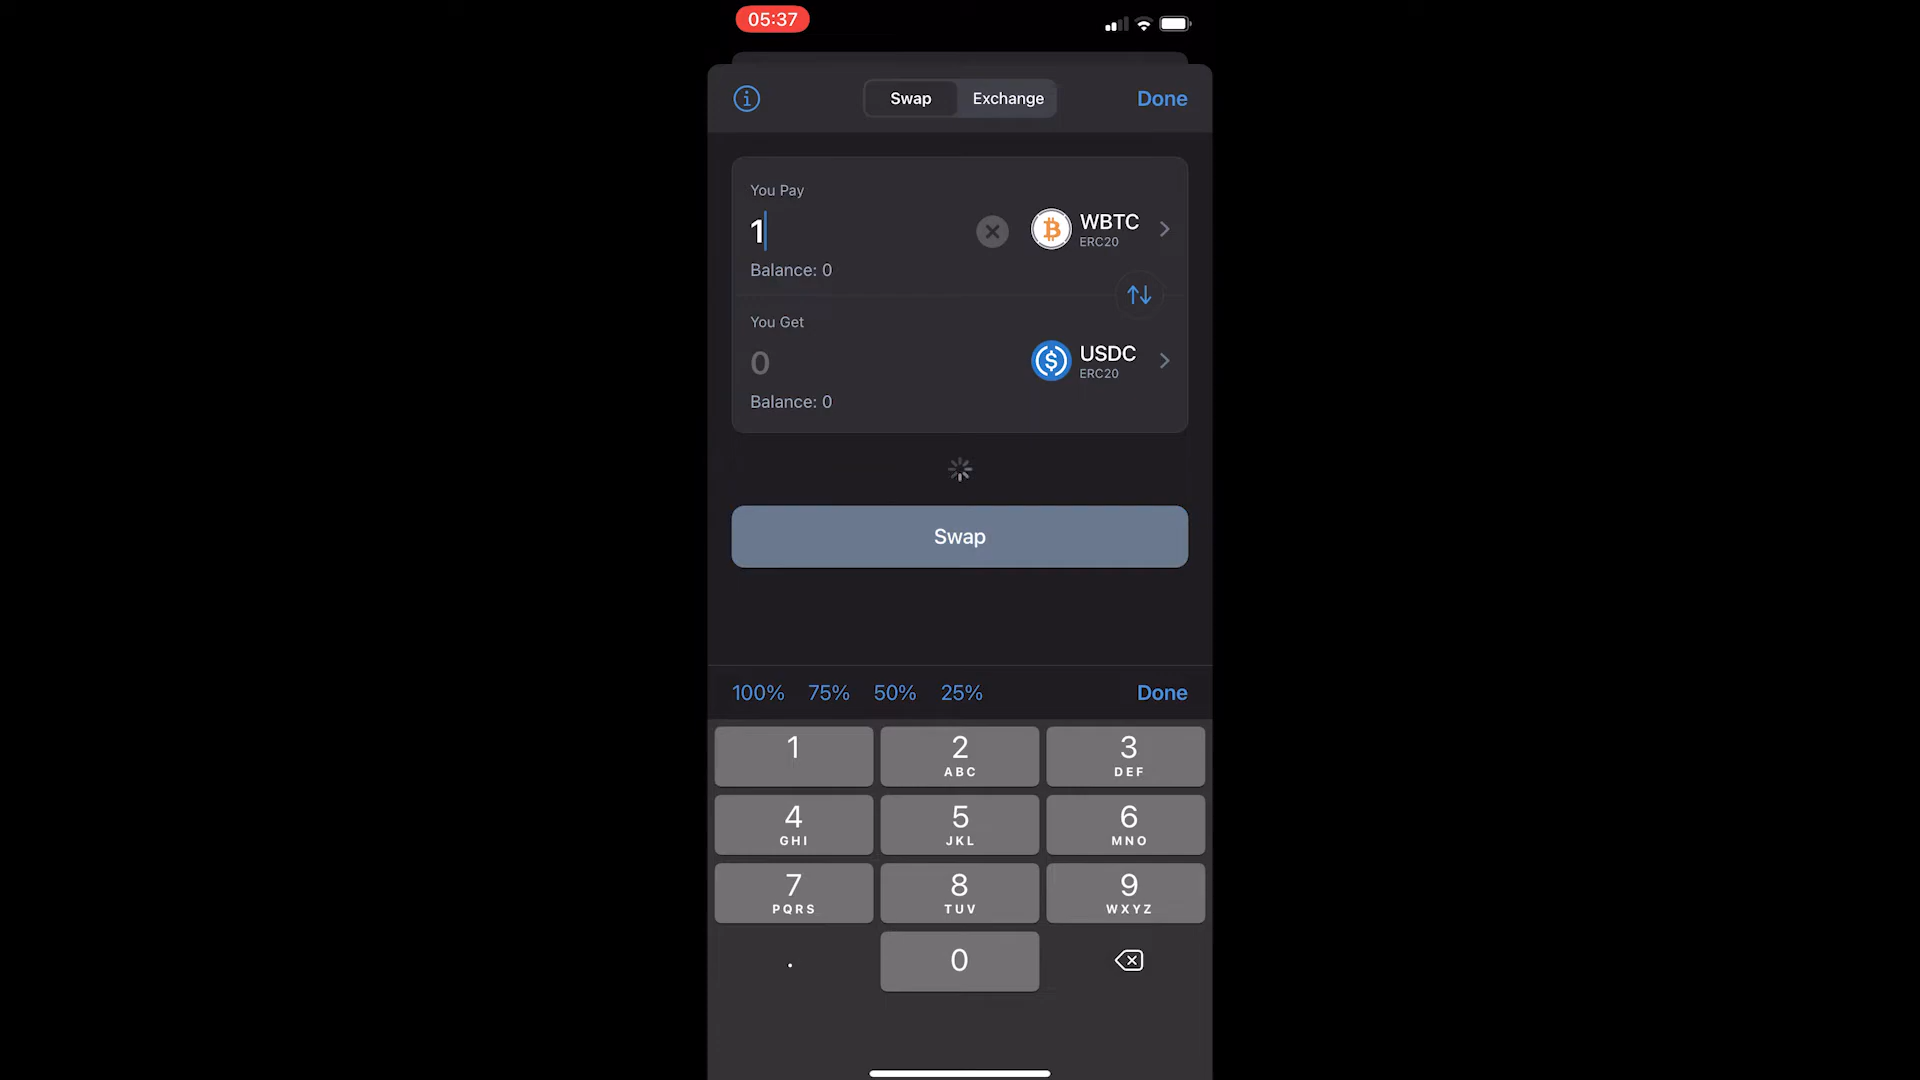 05:37
Swap Exchange Done
You Pay
1 WBTC
ERC20
Balance: 0
You Get
0 USDC
ERC20
Balance: 0
Swap
100% 75% 50% 25% Done
1 2 3
ABC DEF
4 5 6
GHI JKL MNO
7 8 9
PQRS TUV WXYZ
. 0